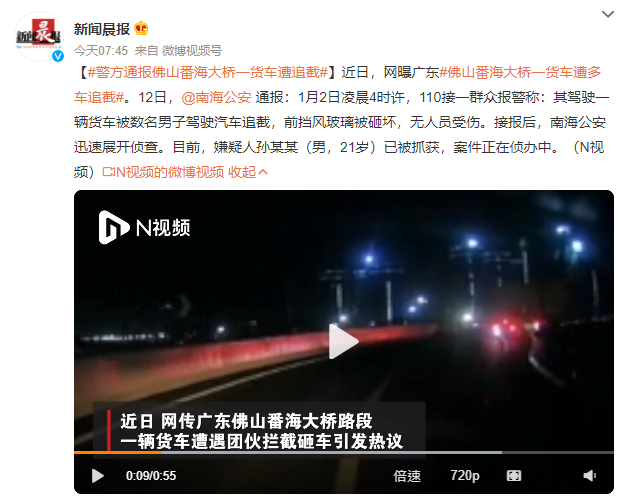 新闻晨报
新闻晨报
今天07:45 来自 微博视频号
【#警方通报佛山番海大桥一货车遭追截#】近日，网曝广东#佛山番海大桥一货车遭多
车追截#。12日，@南海公安 通报：1月2日凌晨4时许，110接一群众报警称：其驾驶一
辆货车被数名男子驾驶汽车追截，前挡风玻璃被砸坏，无人员受伤。接报后，南海公安
迅速展开侦查。目前，嫌疑人孙某某（男，21岁）已被抓获，案件正在侦办中。（N视
频）N视频的微博视频 收起
N视频
近日 网传广东佛山番海大桥路段
一辆货车遭遇团伙拦截砸车引发热议
0:09/0:55 倍速 720p